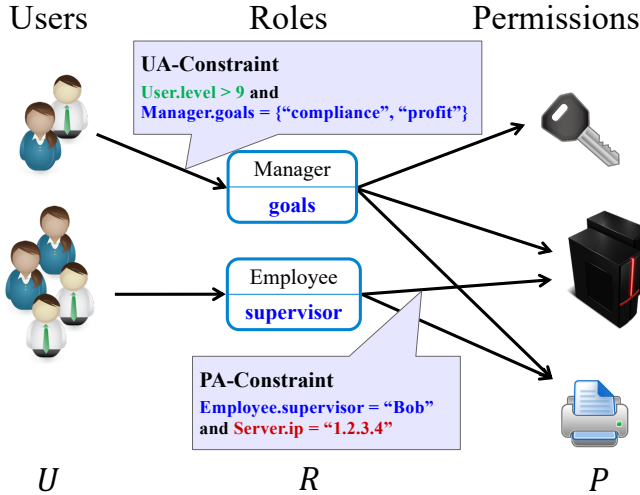 Users Roles Permissions
UA-Constraint
User.level > 9 and
Manager.goals = {“compliance”, “profit”}
Manager
goals
Employee
supervisor
PA-Constraint
Employee.supervisor = “Bob”
and Server.ip = “1.2.3.4”
U R P